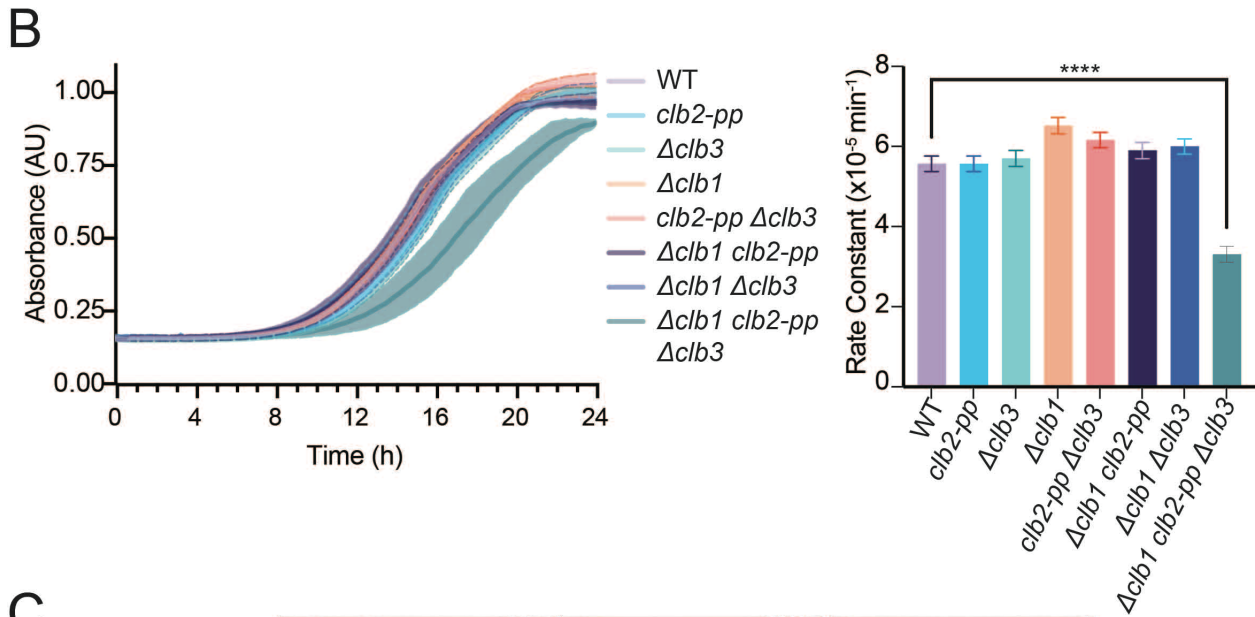 B
Absorbance (AU)
1.00
0.75
0.50
0.25
0.00
0 4 8 12 16 20 24
Time (h)
WT
clb2-pp
Δclb3
Δclb1
clb2-pp Δclb3
Δclb1 clb2-pp
Δclb1 Δclb3
Δclb1 clb2-pp
Δclb3
Rate Constant (x10⁻⁵ min⁻¹)
8
6
4
2
0
****
WT
clb2-pp
Δclb3
Δclb1
clb2-pp Δclb3
Δclb1 clb2-pp
Δclb1 Δclb3
Δclb1 clb2-pp Δclb3
C